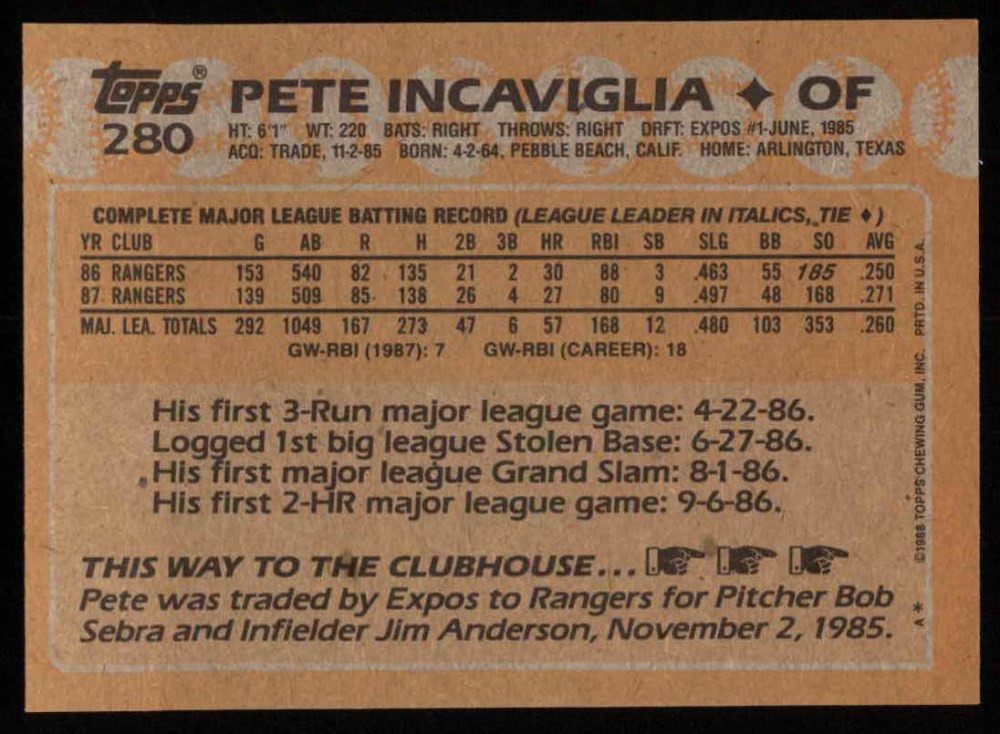 topps® PETE INCAVIGLIA ♦ OF
280 HT: 6'1" WT: 220 BATS: RIGHT THROWS: RIGHT DRFT: EXPOS #1-JUNE, 1985
ACQ: TRADE, 11-2-85 BORN: 4-2-64, PEBBLE BEACH, CALIF. HOME: ARLINGTON, TEXAS
COMPLETE MAJOR LEAGUE BATTING RECORD (LEAGUE LEADER IN ITALICS, TIE ♦)
YR CLUB G AB R H 2B 3B HR RBI SB SLG BB SO AVG
86 RANGERS 153 540 82 135 21 2 30 88 3 .463 55 185 .250
87 RANGERS 139 509 85 138 26 4 27 80 9 .497 48 168 .271
MAJ. LEA. TOTALS 292 1049 167 273 47 6 57 168 12 .480 103 353 .260
GW-RBI (1987): 7 GW-RBI (CAREER): 18
His first 3-Run major league game: 4-22-86.
Logged 1st big league Stolen Base: 6-27-86.
His first major league Grand Slam: 8-1-86.
His first 2-HR major league game: 9-6-86.
THIS WAY TO THE CLUBHOUSE...
Pete was traded by Expos to Rangers for Pitcher Bob
Sebra and Infielder Jim Anderson, November 2, 1985.
A* ©1988 TOPPS CHEWING GUM, INC. PRTD. IN U.S.A.